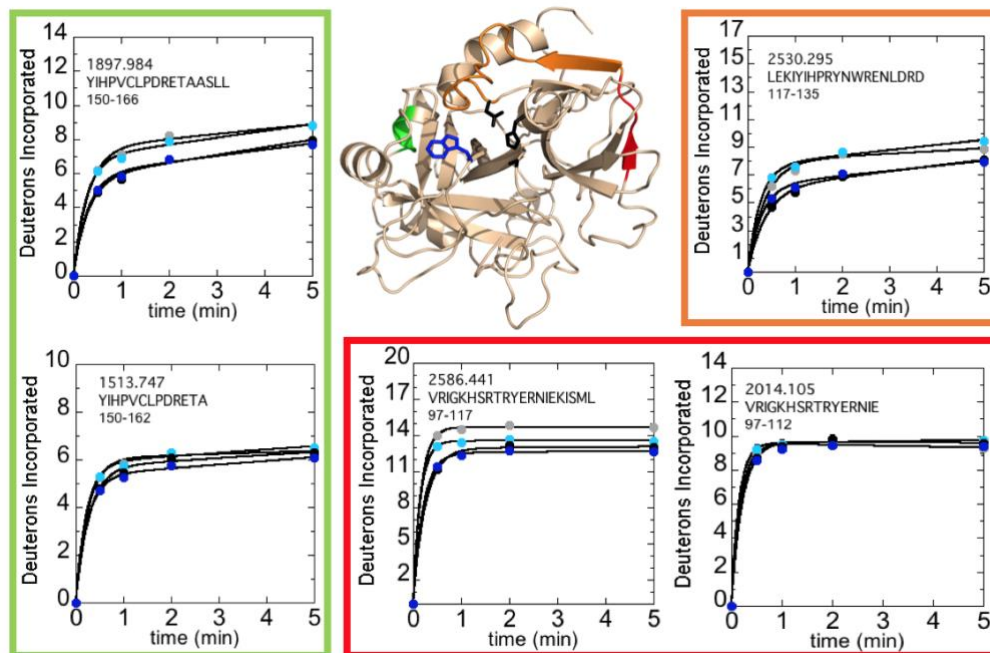 14
12
10
8
6
4
2
0
1897.984
YIHPVCLPDRETAASLL
150-166
Deuterons Incorporated
0 1 2 3 4 5
time (min)
17
15
13
11
9
7
5
3
1
2530.295
LEKIYIHPRYNWRENLDRD
117-135
Deuterons Incorporated
0 1 2 3 4 5
time (min)
10
8
6
4
2
0
1513.747
YIHPVCLPDRETA
150-162
Deuterons Incorporated
0 1 2 3 4 5
time (min)
20
17
14
11
8
5
2
2586.441
VRIGKHSRTRYERNIEKISML
97-117
Deuterons Incorporated
0 1 2 3 4 5
time (min)
14
12
10
8
6
4
2
0
2014.105
VRIGKHSRTRYERNIE
97-112
Deuterons Incorporated
0 1 2 3 4 5
time (min)